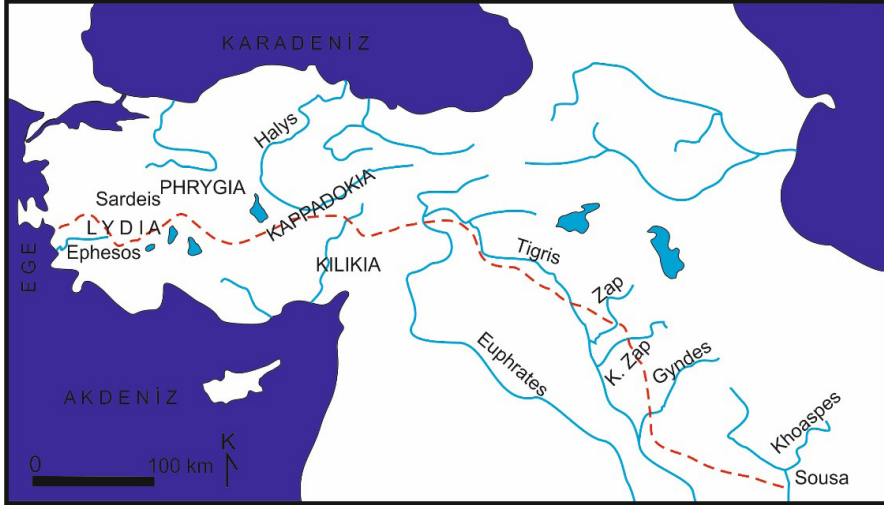 KARADENİZ
Halys
PHRYGIA
Sardeis
KAPPADOKIA
LYDIA
Ephesos
EGE
KILIKIA
Tigris
Zap
K. Zap
Gyndes
Euphrates
AKDENİZ
Khoaspes
Sousa
K
0 100 km